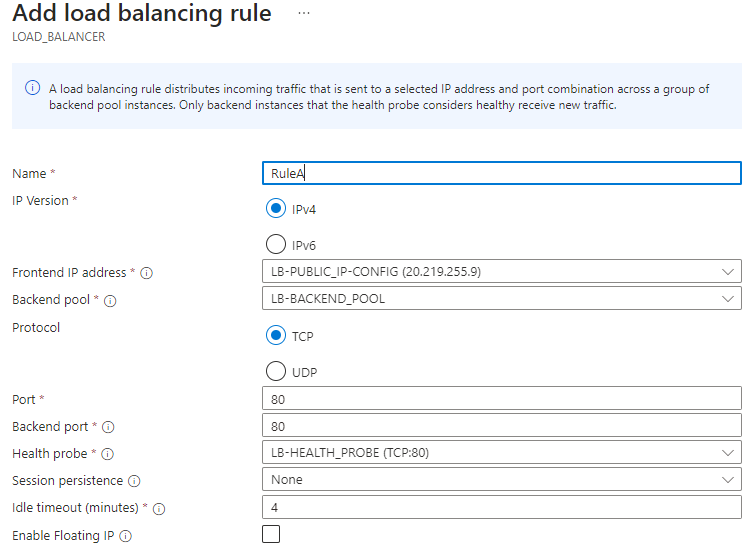 Add load balancing rule ...
LOAD_BALANCER
A load balancing rule distributes incoming traffic that is sent to a selected IP address and port combination across a group of
backend pool instances. Only backend instances that the health probe considers healthy receive new traffic.
Name * RuleA
IP Version * IPv4
IPv6
Frontend IP address * LB-PUBLIC_IP-CONFIG (20.219.255.9)
Backend pool * LB-BACKEND_POOL
Protocol TCP
UDP
Port * 80
Backend port * 80
Health probe * LB-HEALTH_PROBE (TCP:80)
Session persistence None
Idle timeout (minutes) * 4
Enable Floating IP